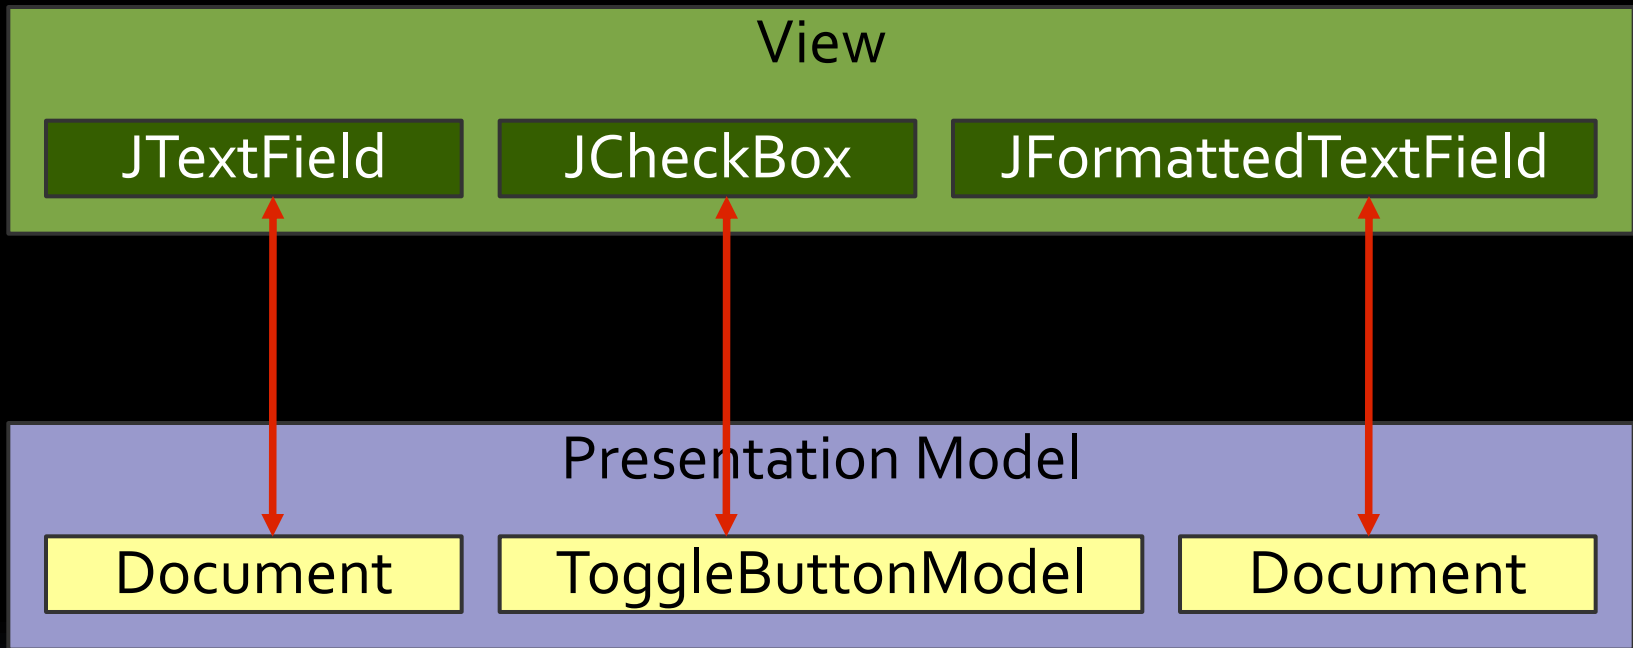 View
JTextField
JCheckBox
JFormattedTextField
Presentation Model
Document
ToggleButtonModel
Document